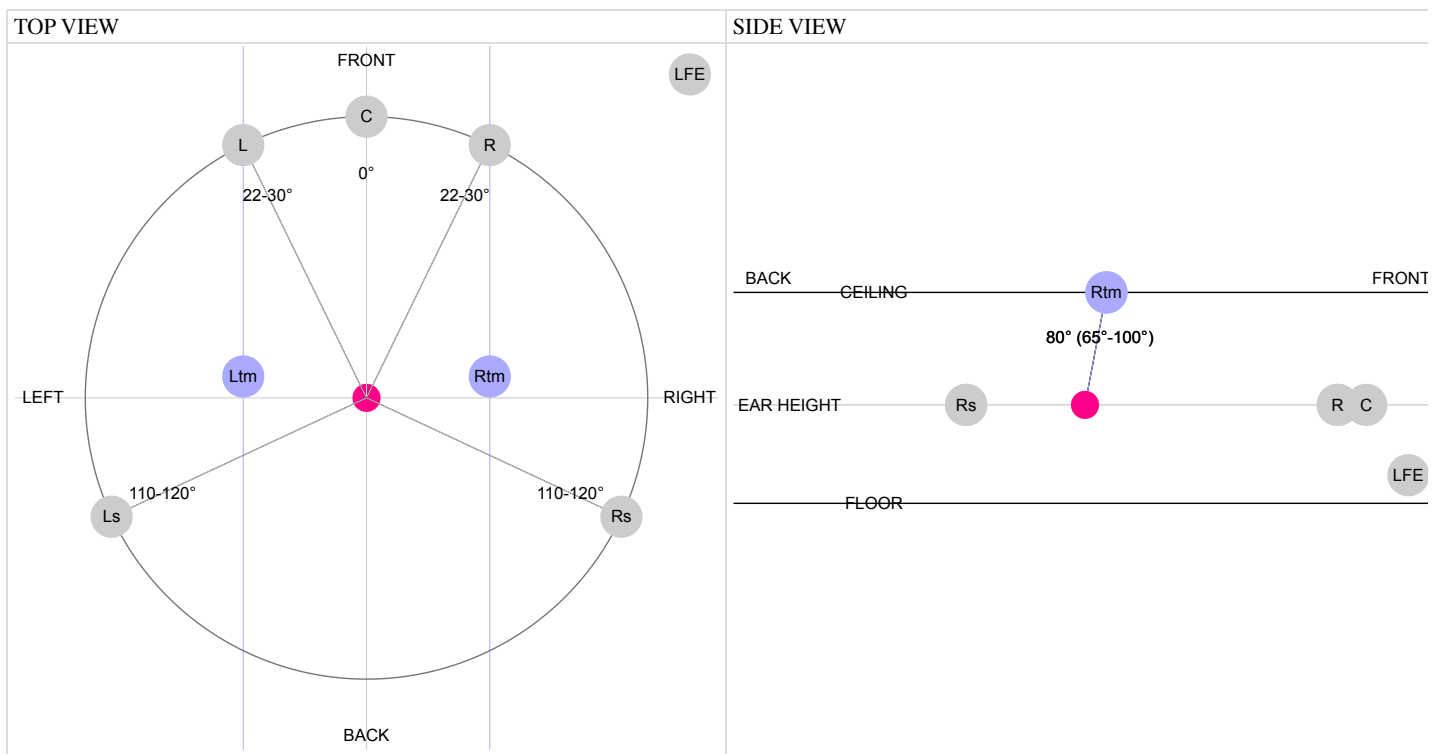 TOP VIEW
FRONT
LFE
C
L
R
0°
22-30°
22-30°
Ltm
Rtm
LEFT
RIGHT
110-120°
110-120°
Ls
Rs
BACK
SIDE VIEW
BACK
CEILING
Rtm
FRONT
80° (65°-100°)
EAR HEIGHT
Rs
R
C
LFE
FLOOR